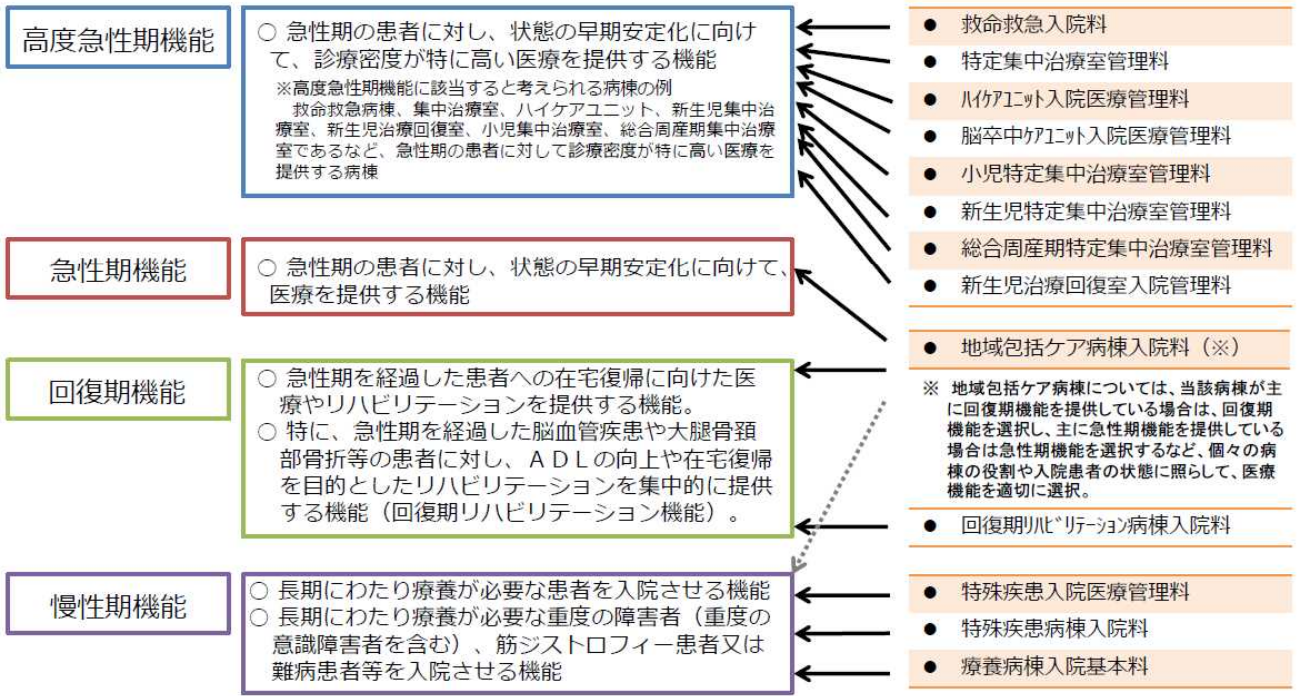 高度急性期機能
○ 急性期の患者に対し、状態の早期安定化に向け
て、診療密度が特に高い医療を提供する機能
※高度急性期機能に該当すると考えられる病棟の例
救命救急病棟、集中治療室、ハイケアユニット、新生児集中治
療室、新生児治療回復室、小児集中治療室、総合周産期集中治療
室であるなど、急性期の患者に対して診療密度が特に高い医療を
提供する病棟
急性期機能
○ 急性期の患者に対し、状態の早期安定化に向けて、
医療を提供する機能
回復期機能
○ 急性期を経過した患者への在宅復帰に向けた医
療やリハビリテーションを提供する機能。
○ 特に、急性期を経過した脳血管疾患や大腿骨頚
部骨折等の患者に対し、ＡＤＬの向上や在宅復帰
を目的としたリハビリテーションを集中的に提供
する機能（回復期リハビリテーション機能）。
慢性期機能
○ 長期にわたり療養が必要な患者を入院させる機能
○ 長期にわたり療養が必要な重度の障害者（重度の
意識障害者を含む）、筋ジストロフィー患者又は
難病患者等を入院させる機能
● 救命救急入院料
● 特定集中治療室管理料
● ﾊｲｹｱﾕﾆｯﾄ入院医療管理料
● 脳卒中ｹｱﾕﾆｯﾄ入院医療管理料
● 小児特定集中治療室管理料
● 新生児特定集中治療室管理料
● 総合周産期特定集中治療室管理料
● 新生児治療回復室入院管理料
● 地域包括ケア病棟入院料（※）
※ 地域包括ケア病棟については、当該病棟が主
に回復期機能を提供している場合は、回復期
機能を選択し、主に急性期機能を提供している
場合は急性期機能を選択するなど、個々の病
棟の役割や入院患者の状態に照らして、医療
機能を適切に選択。
● 回復期ﾘﾊﾋﾞﾘﾃｰｼｮﾝ病棟入院料
● 特殊疾患入院医療管理料
● 特殊疾患病棟入院料
● 療養病棟入院基本料